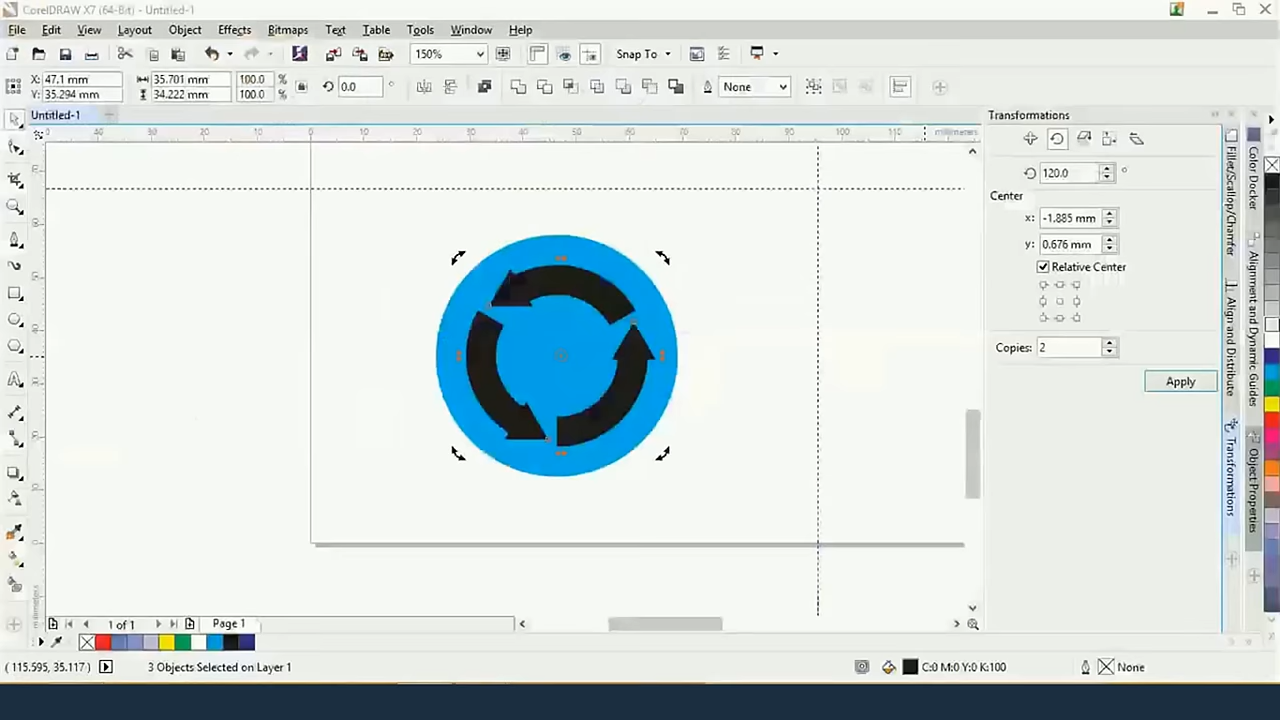 CorelDRAW X7 (64-Bit) - Untitled-1
File Edit View Layout Object Effects Bitmaps Text Table Tools Window Help
150% Snap To
X: 47.1 mm 35.701 mm 100.0 %
Y: 35.294 mm 34.222 mm 100.0 %
0.0 ° None
Untitled-1
Transformations
millimeters
120.0 °
Center
x: -1.885 mm
y: 0.676 mm
Relative Center
Copies: 2
Apply
Fillet/Scallop/Chamfer
Align and Distribute
Transformations
Color Docker
Alignment and Dynamic Guides
Object Properties
1 of 1 Page 1
( 115.595, 35.117 ) 3 Objects Selected on Layer 1 C:0 M:0 Y:0 K:100 None